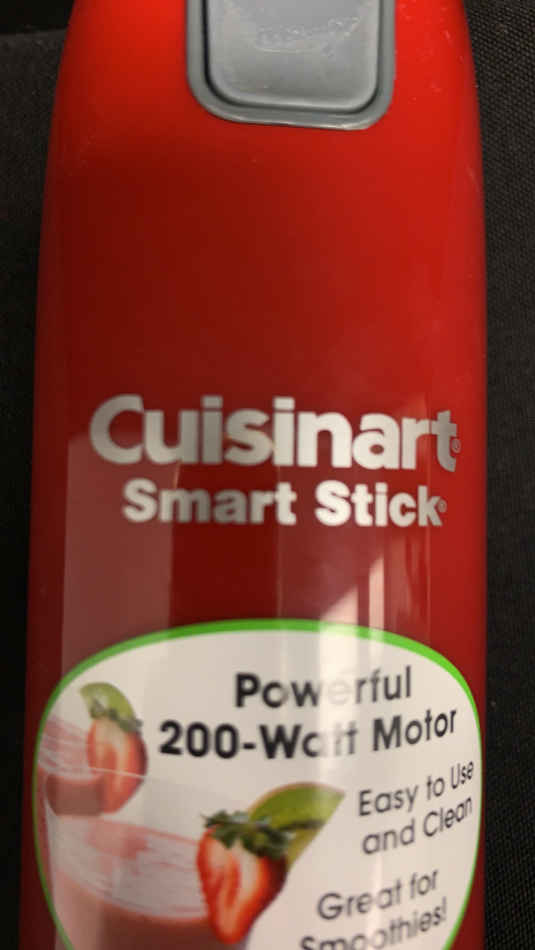 Cuisinart®
Smart Stick®
Powerful
200-Watt Motor
Easy to Use
and Clean
Great for
Smoothies!